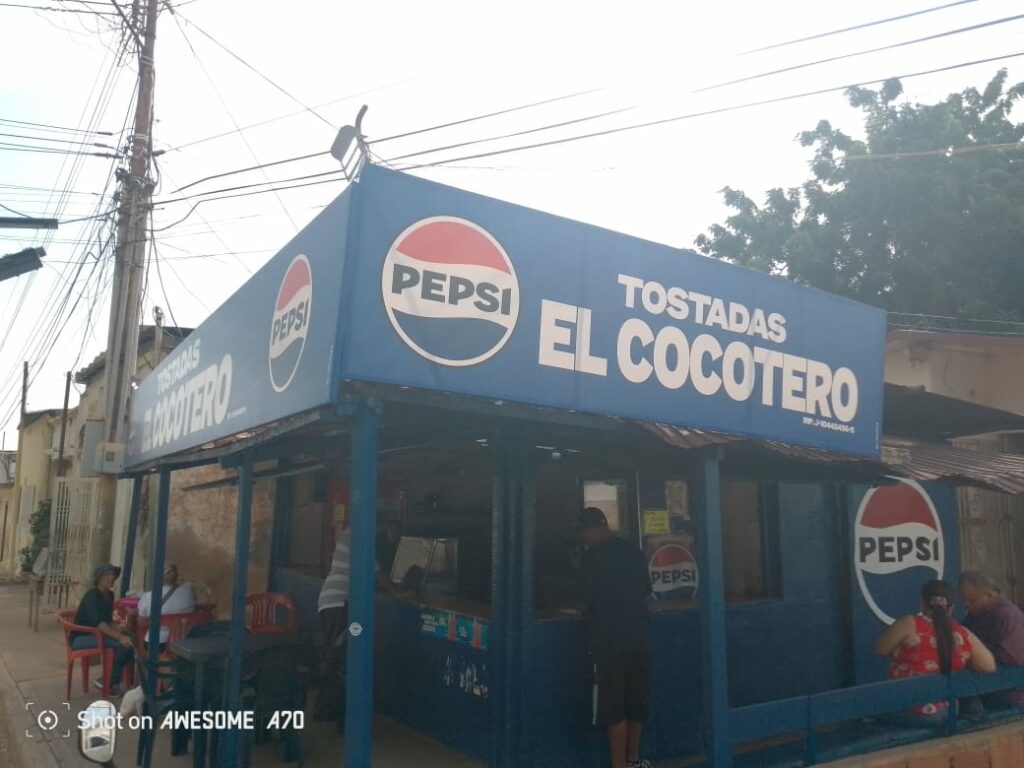 PEPSI
TOSTADAS
EL COCOTERO
PEPSI
TOSTADAS
EL COCOTERO
PEPSI
PEPSI
Shot on AWESOME A70